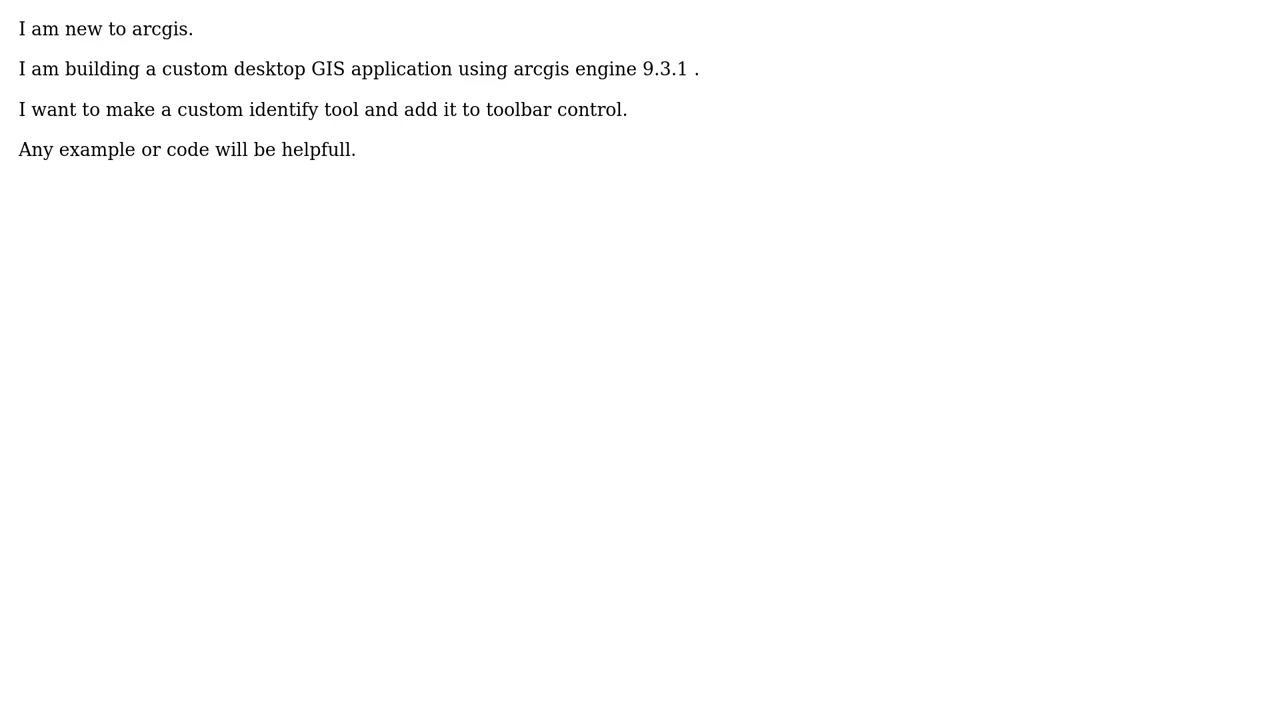 I am new to arcgis.
I am building a custom desktop GIS application using arcgis engine 9.3.1 .
I want to make a custom identify tool and add it to toolbar control.
Any example or code will be helpfull.